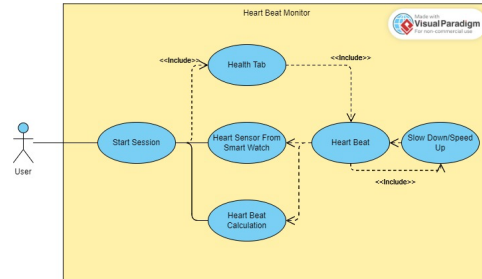 Heart Beat Monitor
Made with
Visual Paradigm
For non-commercial use
<<Include>>
<<Include>>
Health Tab
Start Session
Heart Sensor From
Smart Watch
Heart Beat
Slow Down/Speed
Up
User
<<Include>>
Heart Beat
Calculation